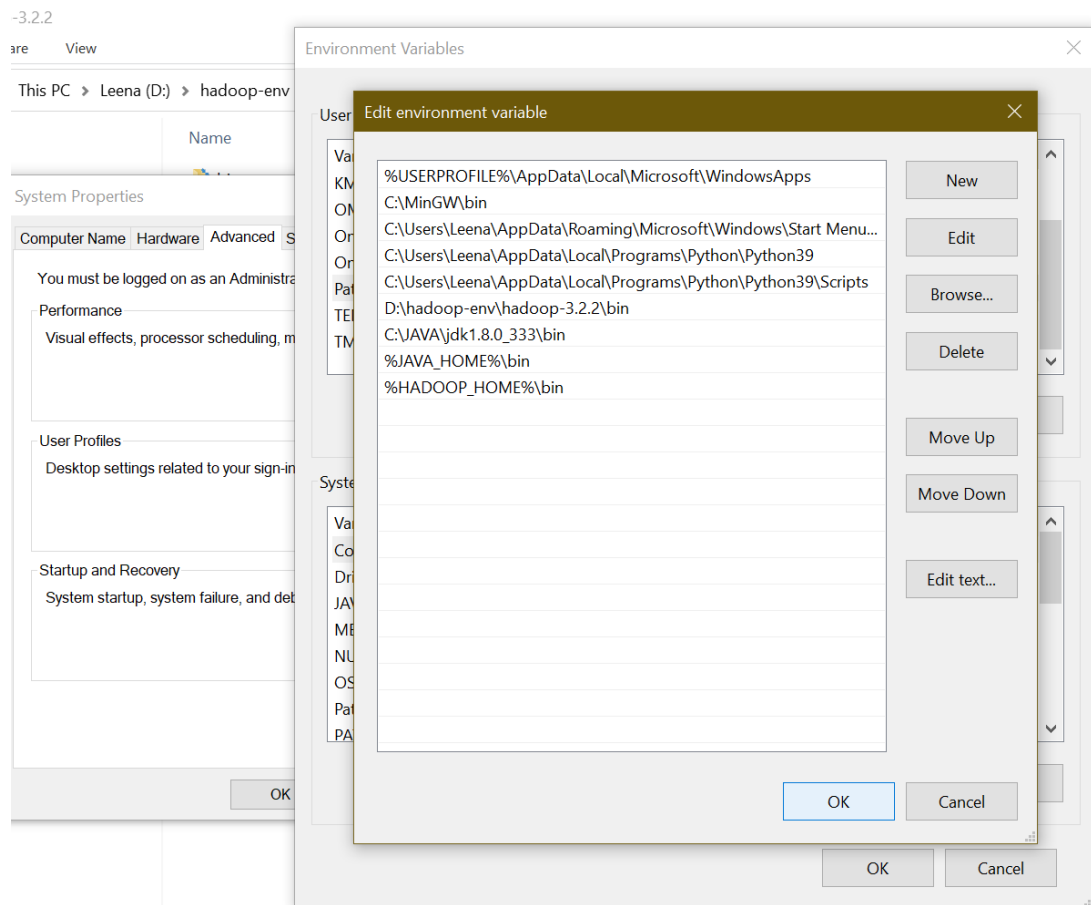 -3.2.2
are View
This PC > Leena (D:) > hadoop-env
Name
System Properties
Computer Name Hardware Advanced S
You must be logged on as an Administra
Performance
Visual effects, processor scheduling, m
User Profiles
Desktop settings related to your sign-in
Startup and Recovery
System startup, system failure, and deb
OK
Environment Variables
User
Va
KM
ON
On
On
Pat
TE
TM
Syste
Va
Co
Dri
JAV
ME
NU
OS
Pat
PA
OK Cancel
Edit environment variable
%USERPROFILE%\AppData\Local\Microsoft\WindowsApps
C:\MinGW\bin
C:\Users\Leena\AppData\Roaming\Microsoft\Windows\Start Menu...
C:\Users\Leena\AppData\Local\Programs\Python\Python39
C:\Users\Leena\AppData\Local\Programs\Python\Python39\Scripts
D:\hadoop-env\hadoop-3.2.2\bin
C:\JAVA\jdk1.8.0_333\bin
%JAVA_HOME%\bin
%HADOOP_HOME%\bin
New
Edit
Browse...
Delete
Move Up
Move Down
Edit text...
OK Cancel